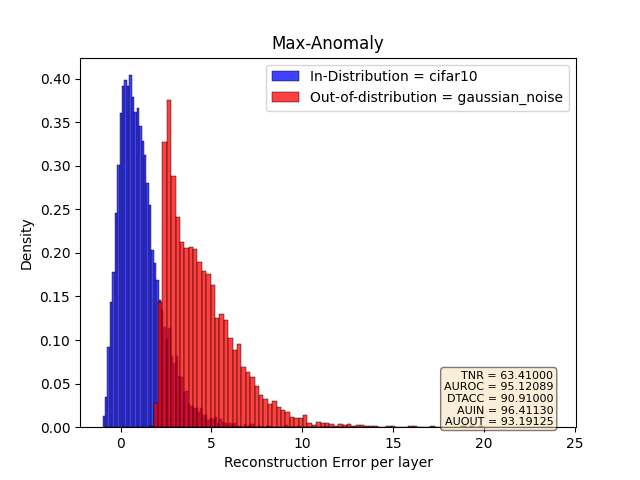 Max-Anomaly
In-Distribution = cifar10
Out-of-distribution = gaussian_noise
Density
0.40
0.35
0.30
0.25
0.20
0.15
0.10
0.05
0.00
TNR = 63.41000
AUROC = 95.12089
DTACC = 90.91000
AUIN = 96.41130
AUOUT = 93.19125
0 5 10 15 20 25
Reconstruction Error per layer